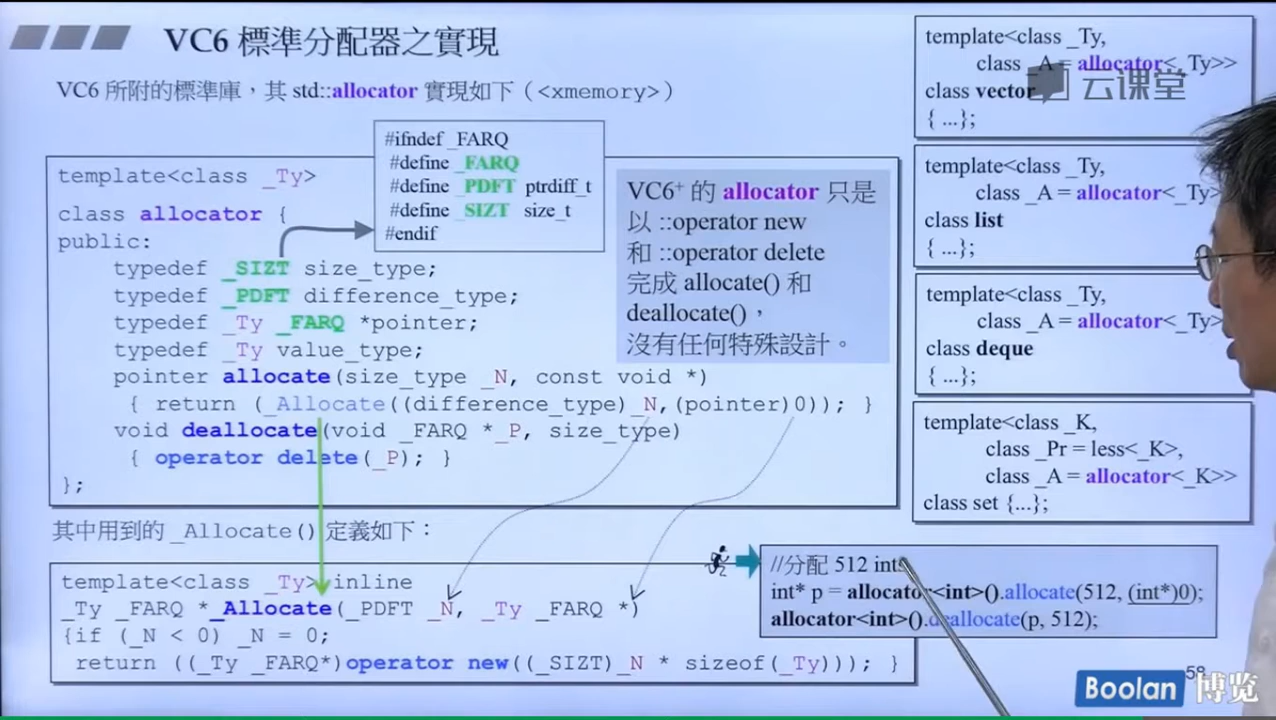 VC6 標準分配器之實現
VC6 所附的標準庫，其 std::allocator 實現如下（<xmemory>）
#ifndef _FARQ
#define _FARQ
#define _PDFT ptrdiff_t
#define _SIZT size_t
#endif
template<class _Ty>
class allocator {
public:
typedef _SIZT size_type;
typedef _PDFT difference_type;
typedef _Ty _FARQ *pointer;
typedef _Ty value_type;
pointer allocate(size_type _N, const void *)
{ return (_Allocate((difference_type)_N,(pointer)0)); }
void deallocate(void _FARQ *_P, size_type)
{ operator delete(_P); }
};
VC6+ 的 allocator 只是
以 ::operator new
和 ::operator delete
完成 allocate() 和
deallocate()，
沒有任何特殊設計。
其中用到的 _Allocate() 定義如下：
template<class _Ty> inline
_Ty _FARQ *_Allocate(_PDFT _N, _Ty _FARQ *)
{if (_N < 0) _N = 0;
return ((_Ty _FARQ*)operator new((_SIZT)_N * sizeof(_Ty))); }
template<class _Ty,
class _A = allocator<_Ty>>
class vector
{ ...};
云课堂
template<class _Ty,
class _A = allocator<_Ty>
class list
{ ...};
template<class _Ty,
class _A = allocator<_Ty>
class deque
{ ...};
template<class _K,
class _Pr = less<_K>,
class _A = allocator<_K>>
class set {...};
//分配 512 ints
int* p = allocator<int>().allocate(512, (int*)0);
allocator<int>().deallocate(p, 512);
58
Boolan 博览